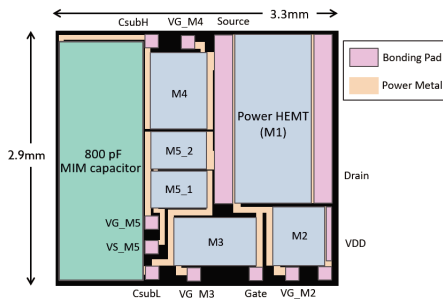 3.3mm
CsubH
VG_M4
Source
2.9mm
800 pF
MIM capacitor
M4
M5_2
M5_1
Power HEMT
(M1)
VG_M5
VS_M5
M3
M2
Drain
VDD
CsubL
VG_M3
Gate
VG_M2
Bonding Pad
Power Metal